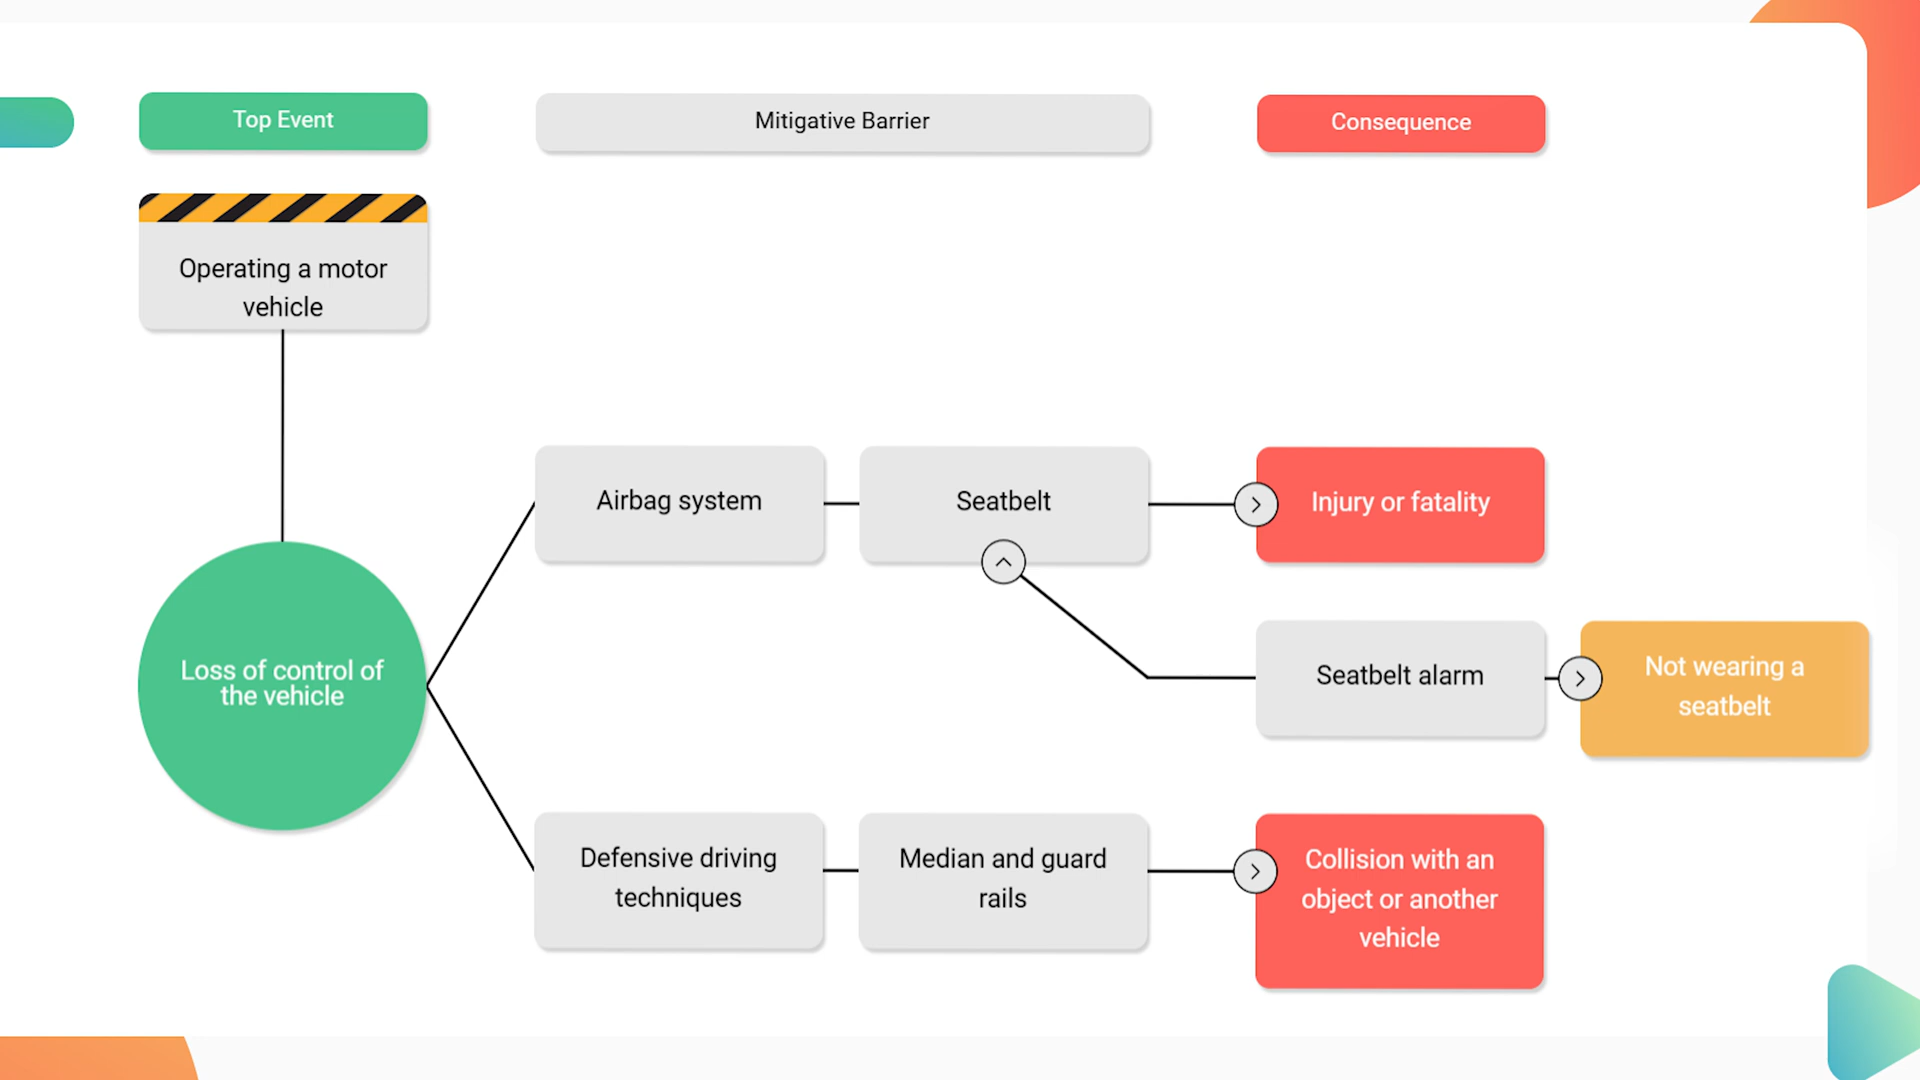 Top Event
Mitigative Barrier
Consequence
Operating a motor
vehicle
Airbag system
Seatbelt
Injury or fatality
Loss of control of
the vehicle
Seatbelt alarm
Not wearing a
seatbelt
Defensive driving
techniques
Median and guard
rails
Collision with an
object or another
vehicle